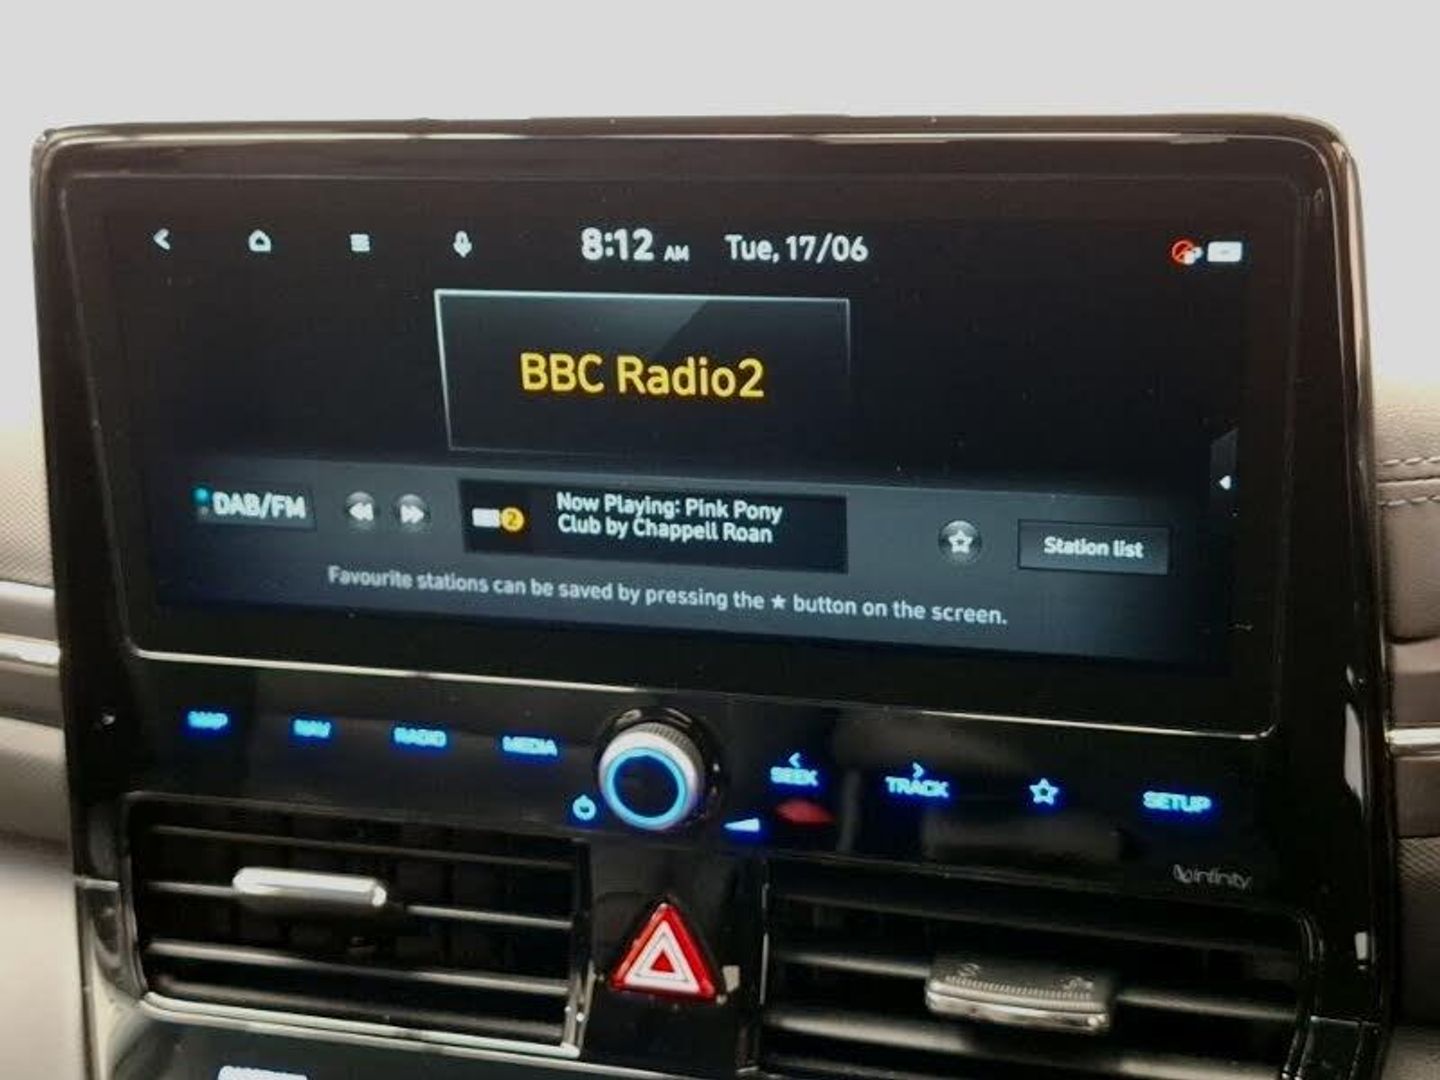 8:12 AM Tue, 17/06
BBC Radio2
DAB/FM
2
Now Playing: Pink Pony
Club by Chappell Roan
Station list
Favourite stations can be saved by pressing the ★ button on the screen.
MAP
NAV
RADIO
MEDIA
SEEK
TRACK
SETUP
infinity